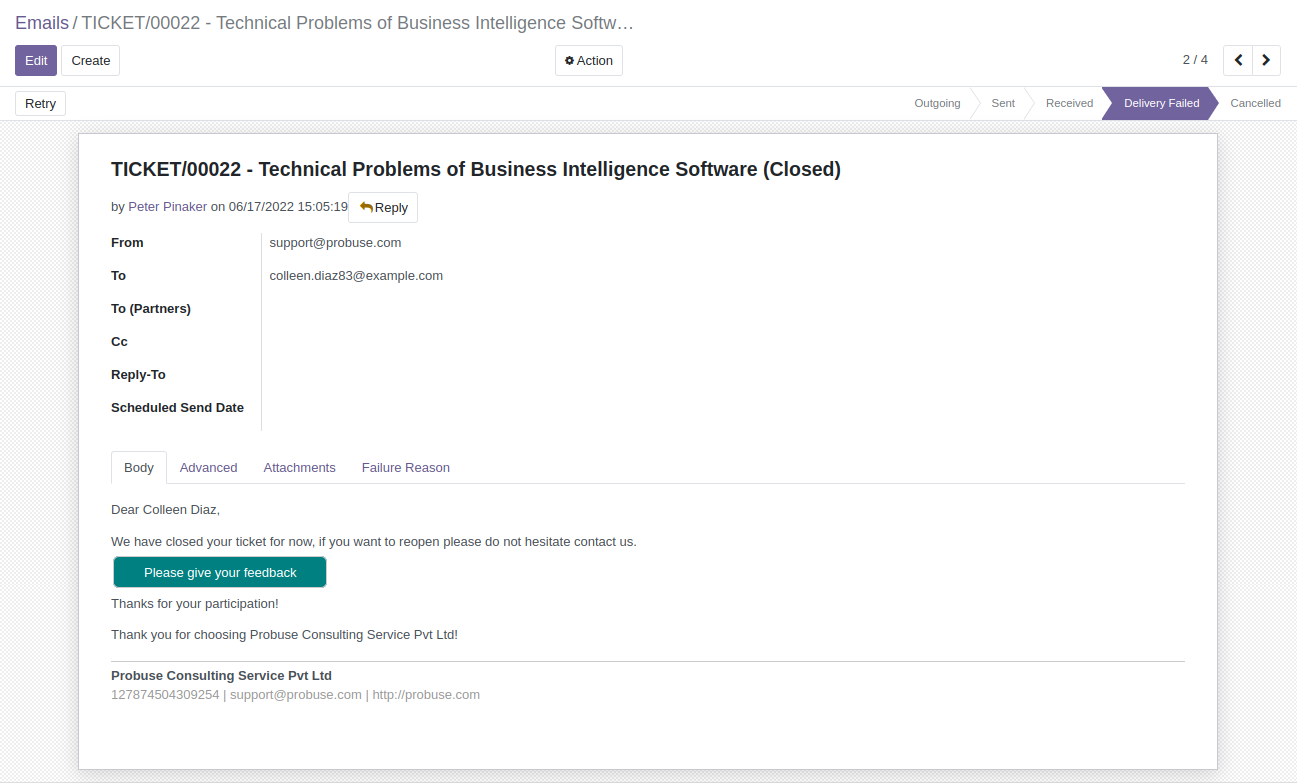 Emails / TICKET/00022 - Technical Problems of Business Intelligence Softw…
Edit Create Action 2 / 4
Retry Outgoing Sent Received Delivery Failed Cancelled
TICKET/00022 - Technical Problems of Business Intelligence Software (Closed)
by Peter Pinaker on 06/17/2022 15:05:19 Reply
From support@probuse.com
To colleen.diaz83@example.com
To (Partners)
Cc
Reply-To
Scheduled Send Date
Body Advanced Attachments Failure Reason
Dear Colleen Diaz,
We have closed your ticket for now, if you want to reopen please do not hesitate contact us.
Please give your feedback
Thanks for your participation!
Thank you for choosing Probuse Consulting Service Pvt Ltd!
Probuse Consulting Service Pvt Ltd
127874504309254 | support@probuse.com | http://probuse.com